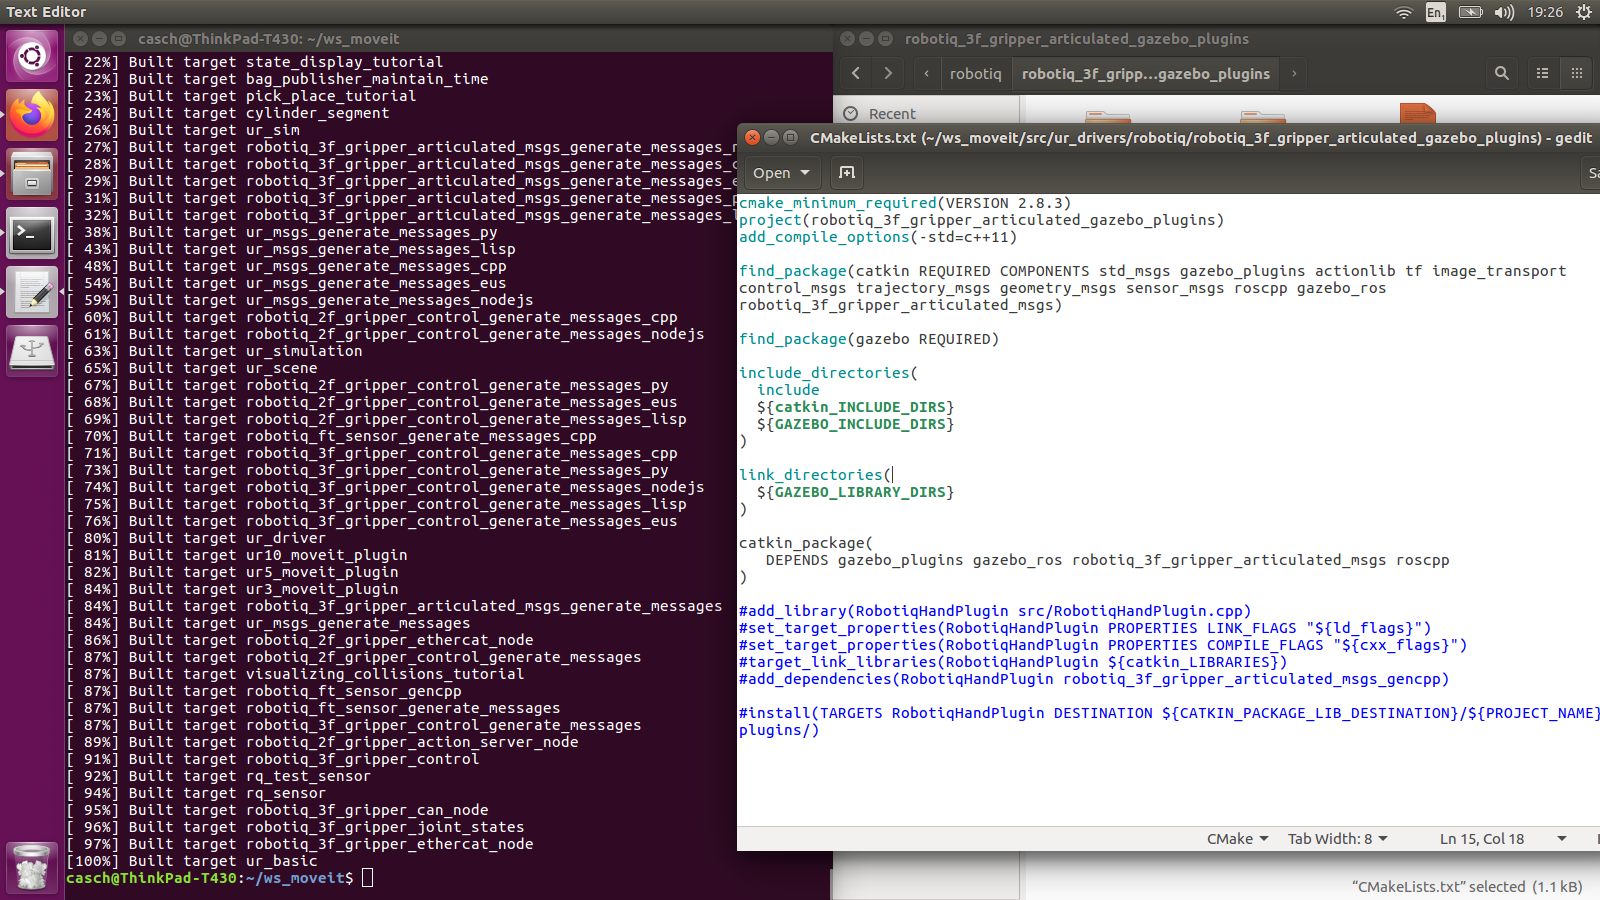 Text Editor
En1
19:26
casch@ThinkPad-T430: ~/ws_moveit
[ 22%] Built target state_display_tutorial
[ 22%] Built target bag_publisher_maintain_time
[ 23%] Built target pick_place_tutorial
[ 24%] Built target cylinder_segment
[ 26%] Built target ur_sim
[ 27%] Built target robotiq_3f_gripper_articulated_msgs_generate_messages_
[ 28%] Built target robotiq_3f_gripper_articulated_msgs_generate_messages_
[ 29%] Built target robotiq_3f_gripper_articulated_msgs_generate_messages_
[ 31%] Built target robotiq_3f_gripper_articulated_msgs_generate_messages_
[ 32%] Built target robotiq_3f_gripper_articulated_msgs_generate_messages_
[ 38%] Built target ur_msgs_generate_messages_py
[ 43%] Built target ur_msgs_generate_messages_lisp
[ 48%] Built target ur_msgs_generate_messages_cpp
[ 54%] Built target ur_msgs_generate_messages_eus
[ 59%] Built target ur_msgs_generate_messages_nodejs
[ 60%] Built target robotiq_2f_gripper_control_generate_messages_cpp
[ 61%] Built target robotiq_2f_gripper_control_generate_messages_nodejs
[ 63%] Built target ur_simulation
[ 65%] Built target ur_scene
[ 67%] Built target robotiq_2f_gripper_control_generate_messages_py
[ 68%] Built target robotiq_2f_gripper_control_generate_messages_eus
[ 69%] Built target robotiq_2f_gripper_control_generate_messages_lisp
[ 70%] Built target robotiq_ft_sensor_generate_messages_cpp
[ 71%] Built target robotiq_3f_gripper_control_generate_messages_cpp
[ 73%] Built target robotiq_3f_gripper_control_generate_messages_py
[ 74%] Built target robotiq_3f_gripper_control_generate_messages_nodejs
[ 75%] Built target robotiq_3f_gripper_control_generate_messages_lisp
[ 76%] Built target robotiq_3f_gripper_control_generate_messages_eus
[ 80%] Built target ur_driver
[ 81%] Built target ur10_moveit_plugin
[ 82%] Built target ur5_moveit_plugin
[ 84%] Built target ur3_moveit_plugin
[ 84%] Built target robotiq_3f_gripper_articulated_msgs_generate_messages
[ 84%] Built target ur_msgs_generate_messages
[ 86%] Built target robotiq_2f_gripper_ethercat_node
[ 87%] Built target robotiq_2f_gripper_control_generate_messages
[ 87%] Built target visualizing_collisions_tutorial
[ 87%] Built target robotiq_ft_sensor_gencpp
[ 87%] Built target robotiq_ft_sensor_generate_messages
[ 87%] Built target robotiq_3f_gripper_control_generate_messages
[ 89%] Built target robotiq_2f_gripper_action_server_node
[ 91%] Built target robotiq_3f_gripper_control
[ 92%] Built target rq_test_sensor
[ 94%] Built target rq_sensor
[ 95%] Built target robotiq_3f_gripper_can_node
[ 96%] Built target robotiq_3f_gripper_joint_states
[ 97%] Built target robotiq_3f_gripper_ethercat_node
[100%] Built target ur_basic
casch@ThinkPad-T430:~/ws_moveit$
robotiq_3f_gripper_articulated_gazebo_plugins
robotiq
robotiq_3f_gripp...gazebo_plugins
Recent
CMakeLists.txt (~/ws_moveit/src/ur_drivers/robotiq/robotiq_3f_gripper_articulated_gazebo_plugins) - gedit
Open
Sa
cmake_minimum_required(VERSION 2.8.3)
project(robotiq_3f_gripper_articulated_gazebo_plugins)
add_compile_options(-std=c++11)
find_package(catkin REQUIRED COMPONENTS std_msgs gazebo_plugins actionlib tf image_transport
control_msgs trajectory_msgs geometry_msgs sensor_msgs roscpp gazebo_ros
robotiq_3f_gripper_articulated_msgs)
find_package(gazebo REQUIRED)
include_directories(
include
${catkin_INCLUDE_DIRS}
${GAZEBO_INCLUDE_DIRS}
)
link_directories(
${GAZEBO_LIBRARY_DIRS}
)
catkin_package(
DEPENDS gazebo_plugins gazebo_ros robotiq_3f_gripper_articulated_msgs roscpp
)
#add_library(RobotiqHandPlugin src/RobotiqHandPlugin.cpp)
#set_target_properties(RobotiqHandPlugin PROPERTIES LINK_FLAGS "${ld_flags}")
#set_target_properties(RobotiqHandPlugin PROPERTIES COMPILE_FLAGS "${cxx_flags}")
#target_link_libraries(RobotiqHandPlugin ${catkin_LIBRARIES})
#add_dependencies(RobotiqHandPlugin robotiq_3f_gripper_articulated_msgs_gencpp)
#install(TARGETS RobotiqHandPlugin DESTINATION ${CATKIN_PACKAGE_LIB_DESTINATION}/${PROJECT_NAME}
plugins/)
CMake
Tab Width: 8
Ln 15, Col 18
“CMakeLists.txt” selected (1.1 kB)